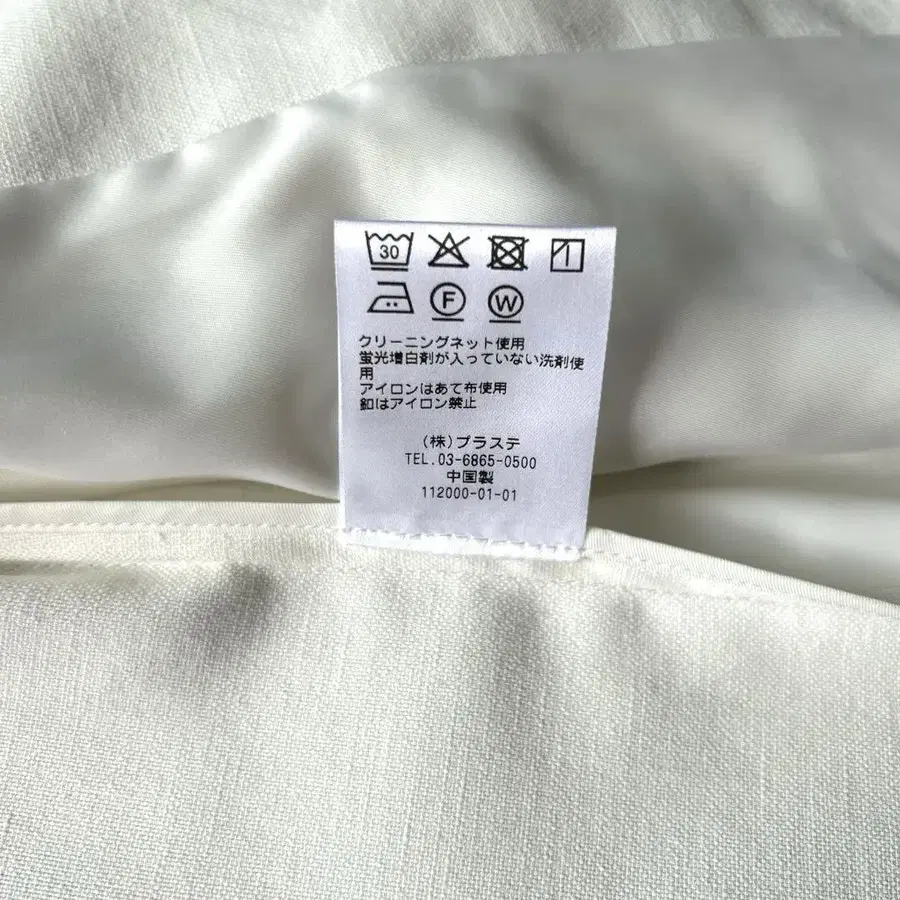 30
F
W
クリーニングネット使用
蛍光増白剤が入っていない洗剤使
用
アイロンはあて布使用
釦はアイロン禁止
(株)プラステ
TEL.03-6865-0500
中国製
112000-01-01